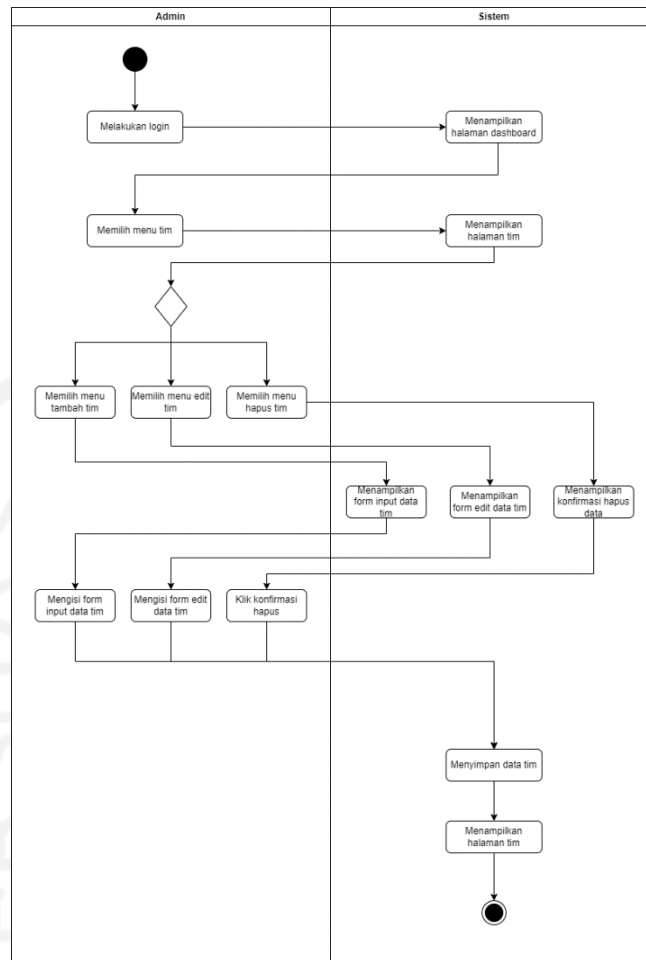 Admin
Sistem
Melakukan login
Menampilkan
halaman dashboard
Memilih menu tim
Menampilkan
halaman tim
Memilih menu
tambah tim
Memilih menu edit
tim
Memilih menu
hapus tim
Menampilkan
form input data
tim
Menampilkan
form edit data tim
Menampilkan
konfirmasi hapus
data
Mengisi form
input data tim
Mengisi form edit
data tim
Klik konfirmasi
hapus
Menyimpan data tim
Menampilkan
halaman tim